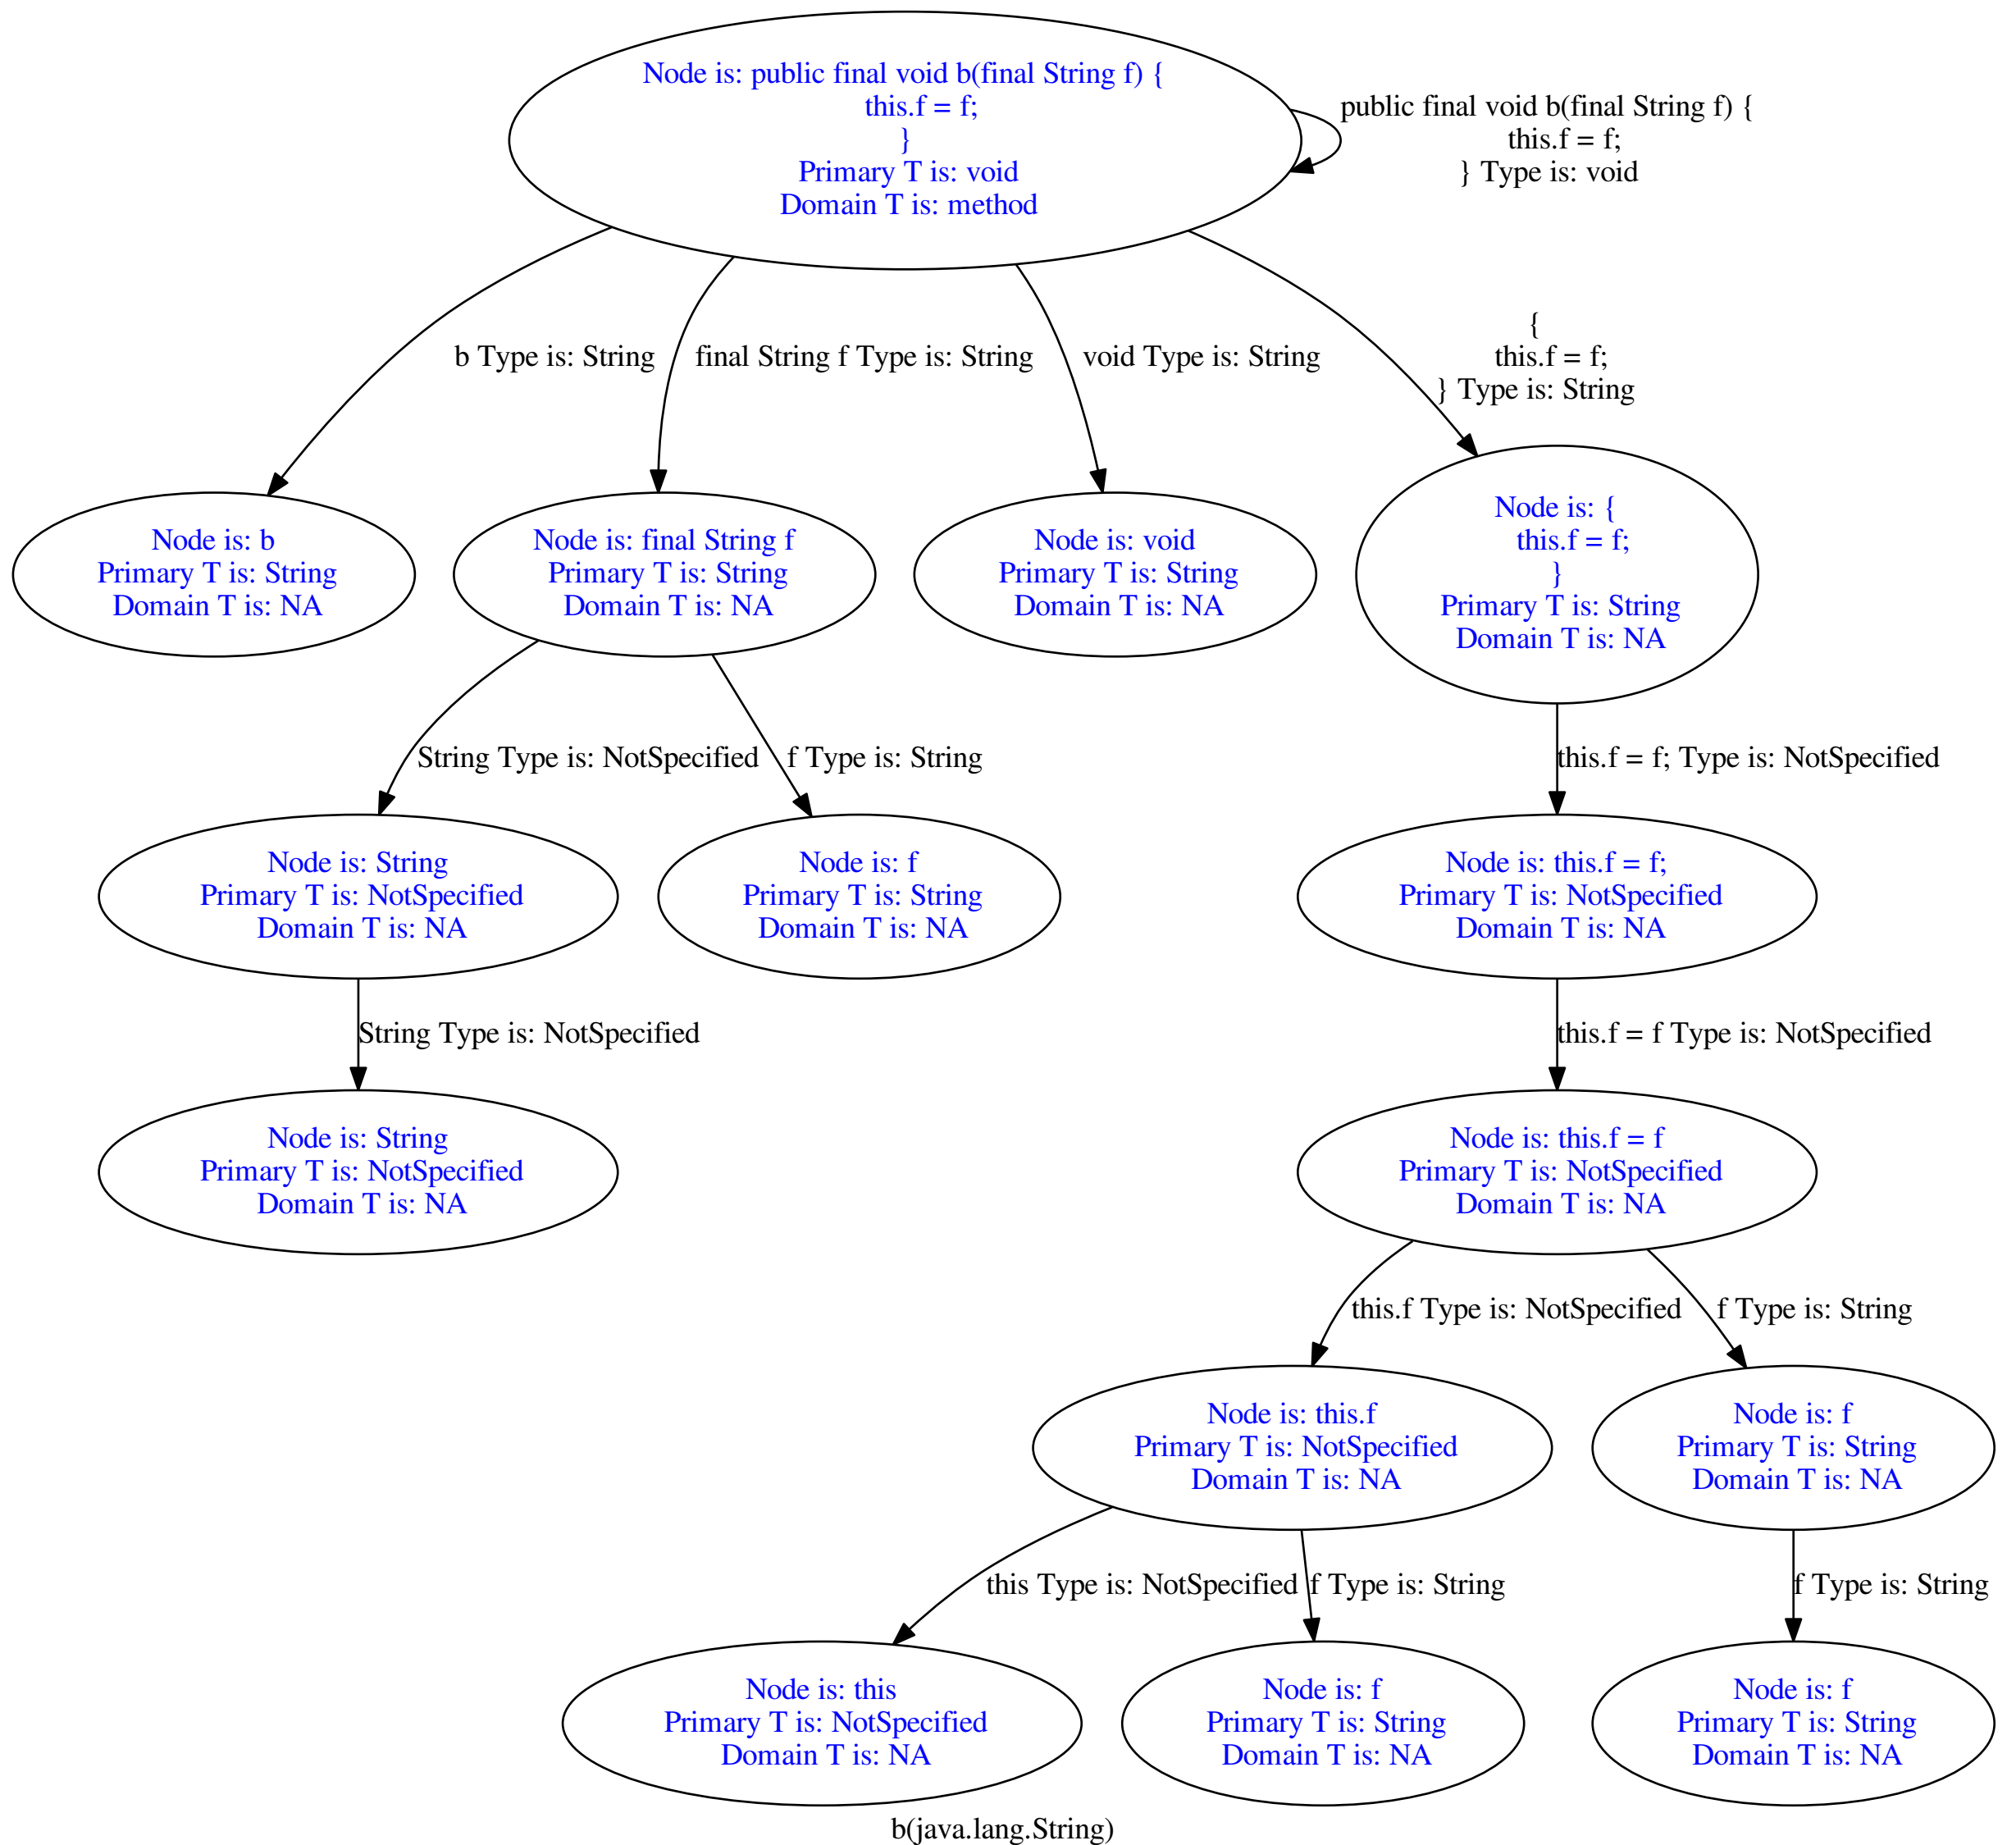 Node is: public final void b(final String f) {
this.f = f;
}
Primary T is: void
Domain T is: method
public final void b(final String f) {
this.f = f;
} Type is: void
b Type is: String
final String f Type is: String
void Type is: String
{
this.f = f;
} Type is: String
Node is: b
Primary T is: String
Domain T is: NA
Node is: final String f
Primary T is: String
Domain T is: NA
Node is: void
Primary T is: String
Domain T is: NA
Node is: {
this.f = f;
}
Primary T is: String
Domain T is: NA
String Type is: NotSpecified
f Type is: String
this.f = f; Type is: NotSpecified
Node is: String
Primary T is: NotSpecified
Domain T is: NA
Node is: f
Primary T is: String
Domain T is: NA
Node is: this.f = f;
Primary T is: NotSpecified
Domain T is: NA
String Type is: NotSpecified
this.f = f Type is: NotSpecified
Node is: String
Primary T is: NotSpecified
Domain T is: NA
Node is: this.f = f
Primary T is: NotSpecified
Domain T is: NA
this.f Type is: NotSpecified
f Type is: String
Node is: this.f
Primary T is: NotSpecified
Domain T is: NA
Node is: f
Primary T is: String
Domain T is: NA
this Type is: NotSpecified
f Type is: String
f Type is: String
Node is: this
Primary T is: NotSpecified
Domain T is: NA
Node is: f
Primary T is: String
Domain T is: NA
Node is: f
Primary T is: String
Domain T is: NA
b(java.lang.String)